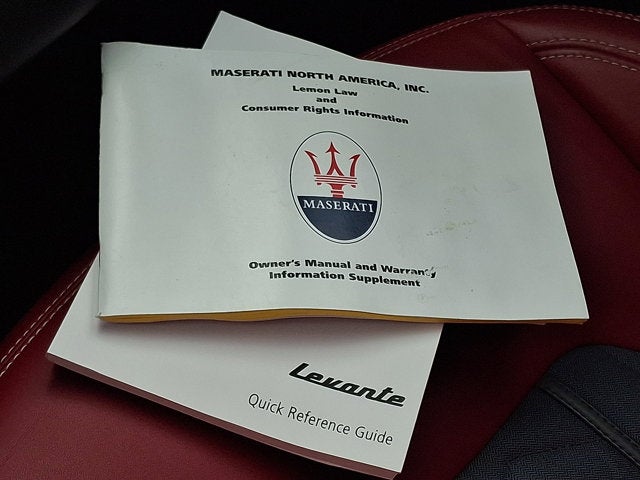 MASERATI NORTH AMERICA, INC.
Lemon Law
and
Consumer Rights Information
MASERATI
Owner's Manual and Warranty
Information Supplement
Levante
Quick Reference Guide